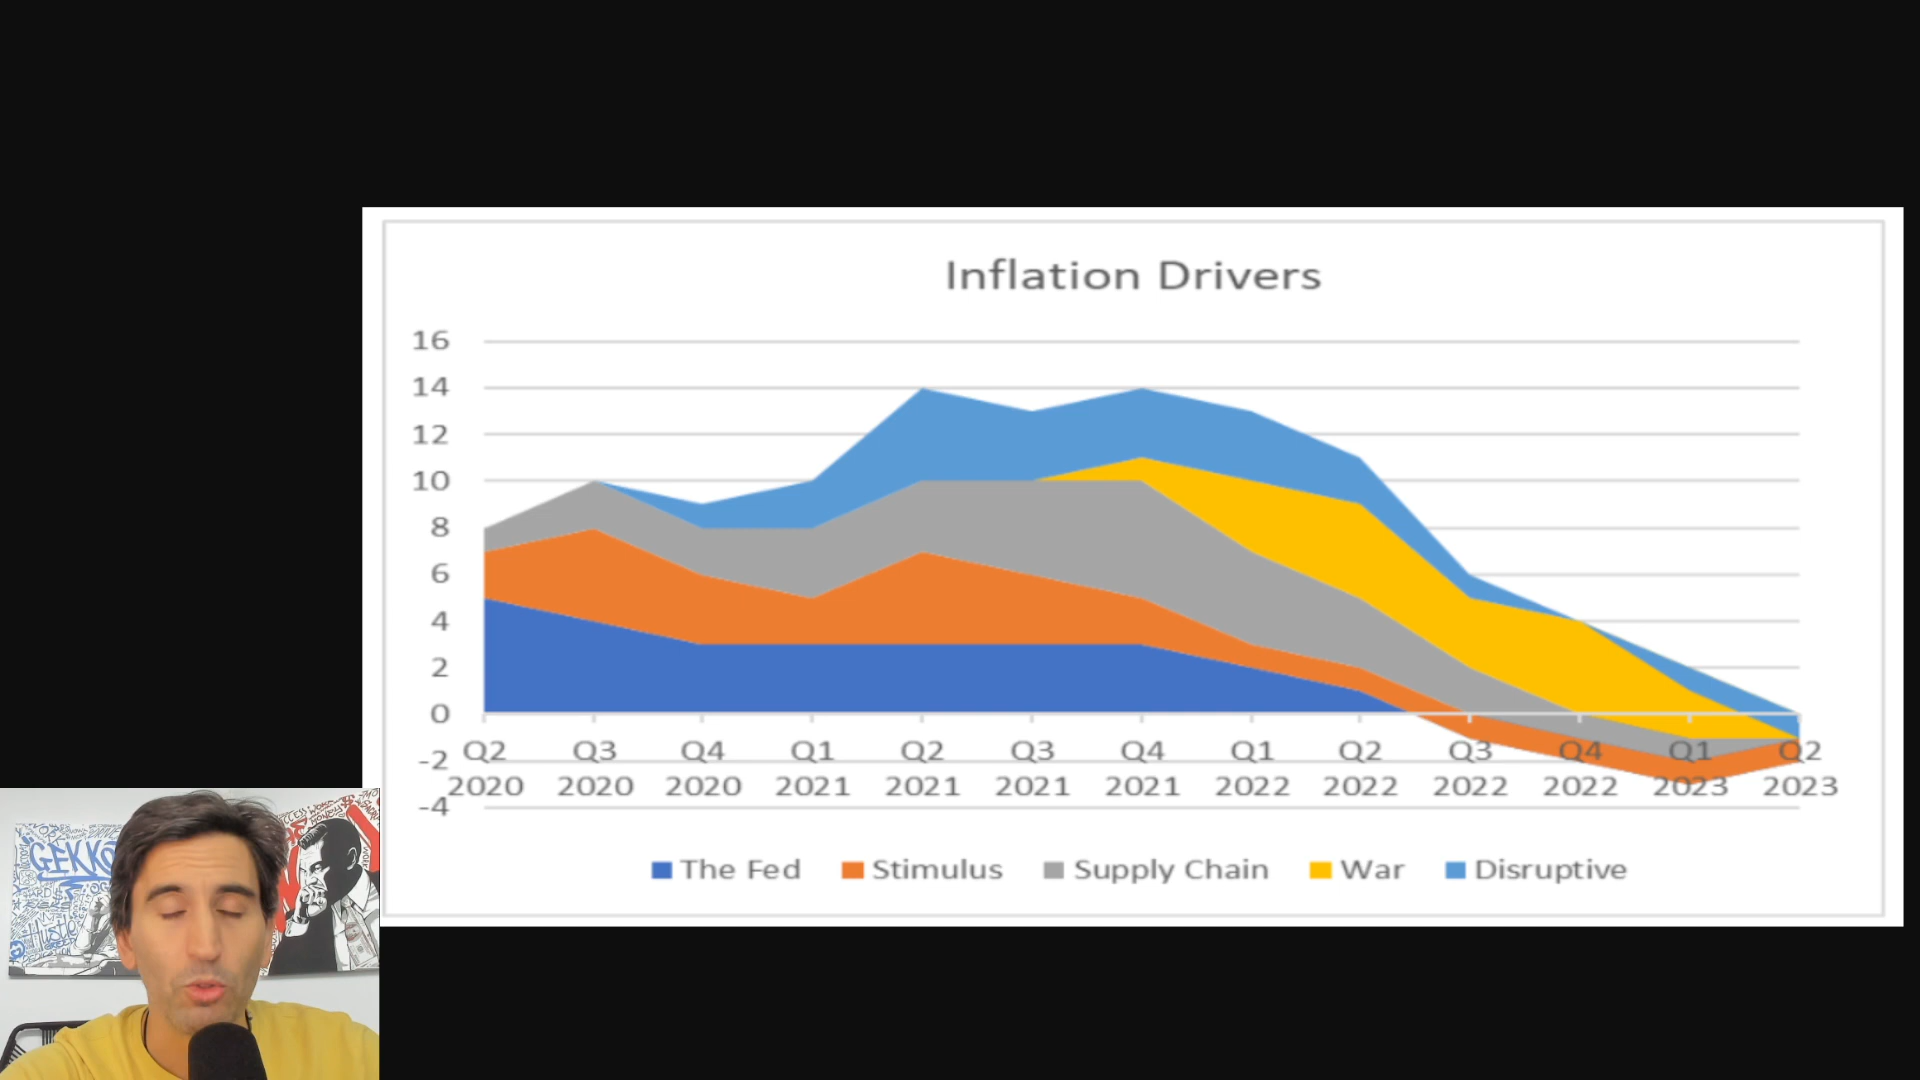 Inflation Drivers
16
14
12
10
8
6
4
2
0
-2
-4
Q2 Q3 Q4 Q1 Q2 Q3 Q4 Q1 Q2 Q3 Q4 Q1 Q2
2020 2020 2020 2021 2021 2021 2021 2022 2022 2022 2022 2023 2023
The Fed Stimulus Supply Chain War Disruptive
GEKKO
Hustle